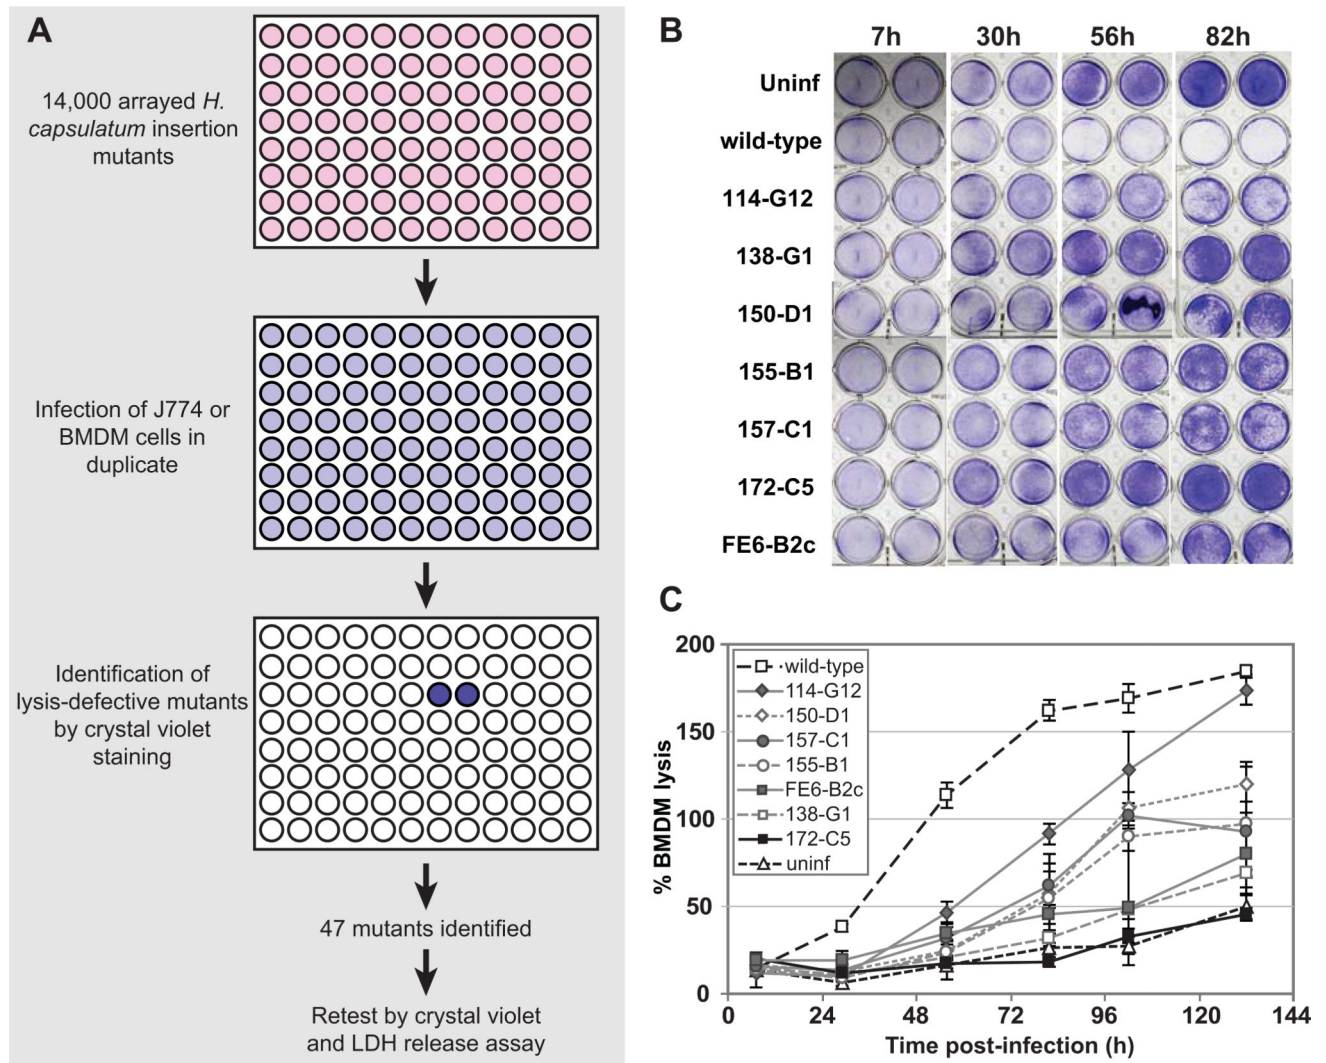 A
14,000 arrayed H.
capsulatum insertion
mutants
Infection of J774 or
BMDM cells in
duplicate
Identification of
lysis-defective mutants
by crystal violet
staining
47 mutants identified
Retest by crystal violet
and LDH release assay
B
7h 30h 56h 82h
Uninf
wild-type
114-G12
138-G1
150-D1
155-B1
157-C1
172-C5
FE6-B2c
C
% BMDM lysis
200
150
100
50
0
wild-type
114-G12
150-D1
157-C1
155-B1
FE6-B2c
138-G1
172-C5
uninf
0 24 48 72 96 120 144
Time post-infection (h)